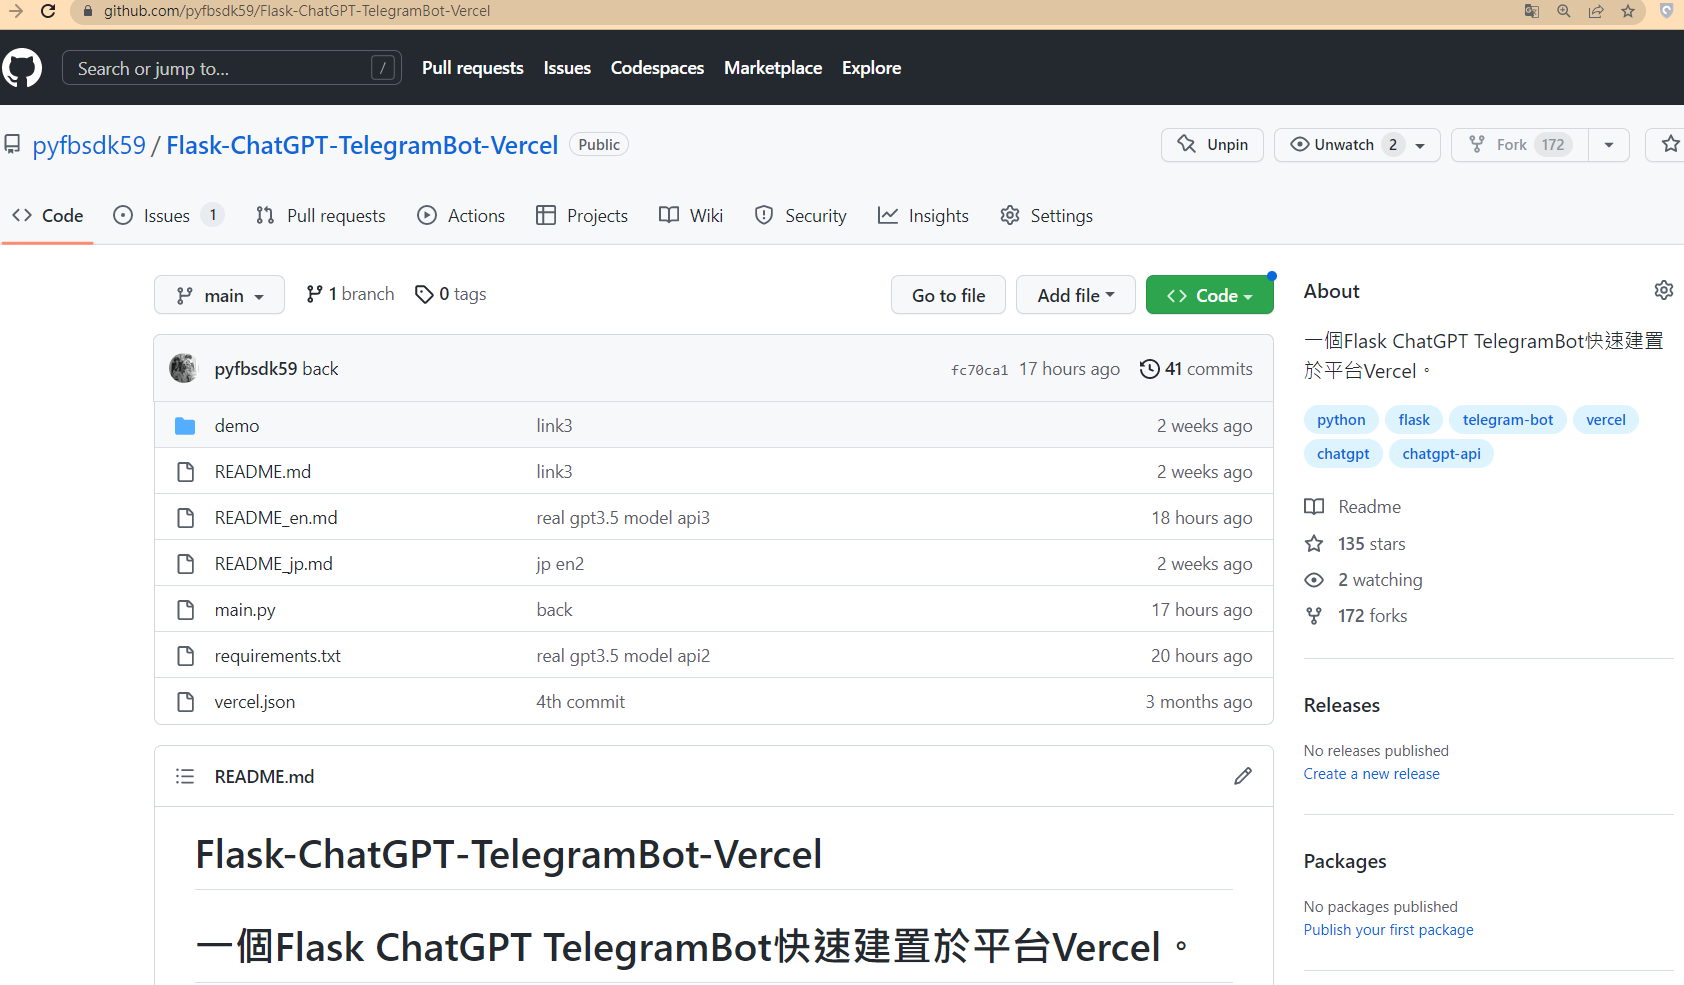 github.com/pyfbsdk59/Flask-ChatGPT-TelegramBot-Vercel
Search or jump to... /
Pull requests Issues Codespaces Marketplace Explore
pyfbsdk59 / Flask-ChatGPT-TelegramBot-Vercel Public
Unpin Unwatch 2 Fork 172
Code Issues 1 Pull requests Actions Projects Wiki Security Insights Settings
main 1 branch 0 tags Go to file Add file Code
pyfbsdk59 back fc70ca1 17 hours ago 41 commits
demo link3 2 weeks ago
README.md link3 2 weeks ago
README_en.md real gpt3.5 model api3 18 hours ago
README_jp.md jp en2 2 weeks ago
main.py back 17 hours ago
requirements.txt real gpt3.5 model api2 20 hours ago
vercel.json 4th commit 3 months ago
README.md
Flask-ChatGPT-TelegramBot-Vercel
一個Flask ChatGPT TelegramBot快速建置於平台Vercel。
About
一個Flask ChatGPT TelegramBot快速建置
於平台Vercel。
python flask telegram-bot vercel
chatgpt chatgpt-api
Readme
135 stars
2 watching
172 forks
Releases
No releases published
Create a new release
Packages
No packages published
Publish your first package